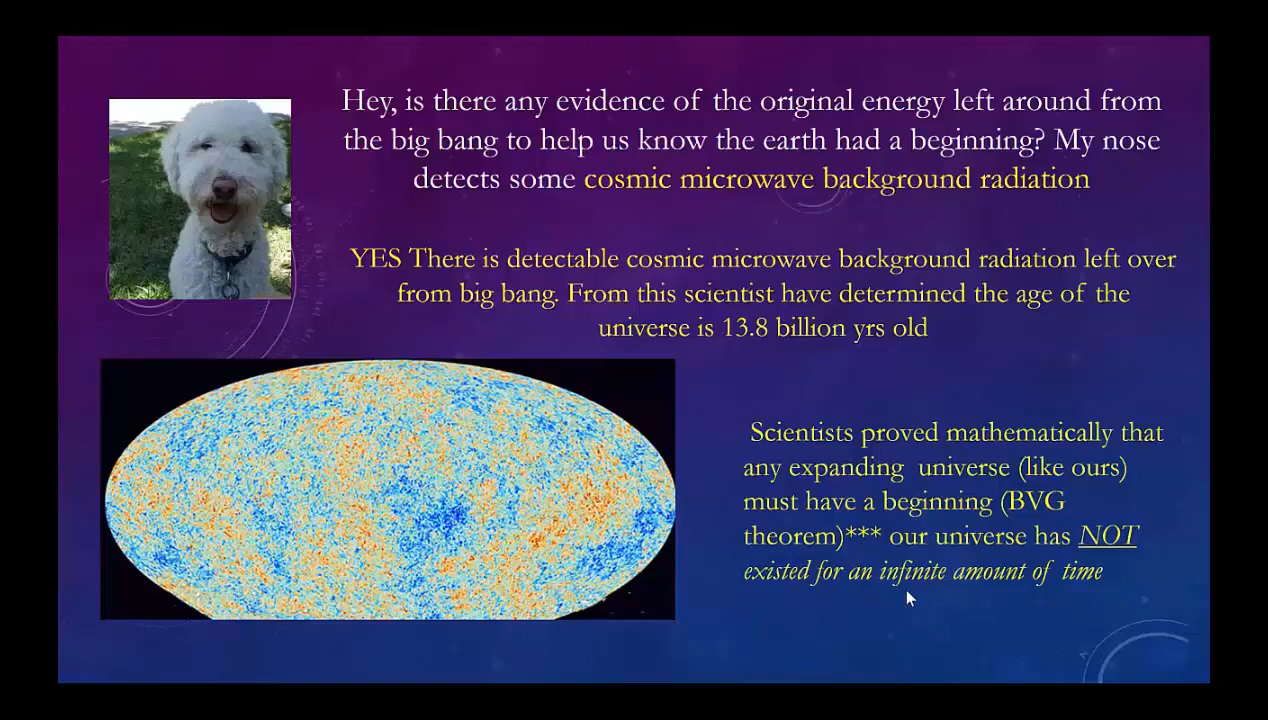 Hey, is there any evidence of the original energy left around from
the big bang to help us know the earth had a beginning? My nose
detects some cosmic microwave background radiation
YES There is detectable cosmic microwave background radiation left over
from big bang. From this scientist have determined the age of the
universe is 13.8 billion yrs old
Scientists proved mathematically that
any expanding universe (like ours)
must have a beginning (BVG
theorem)*** our universe has NOT
existed for an infinite amount of time